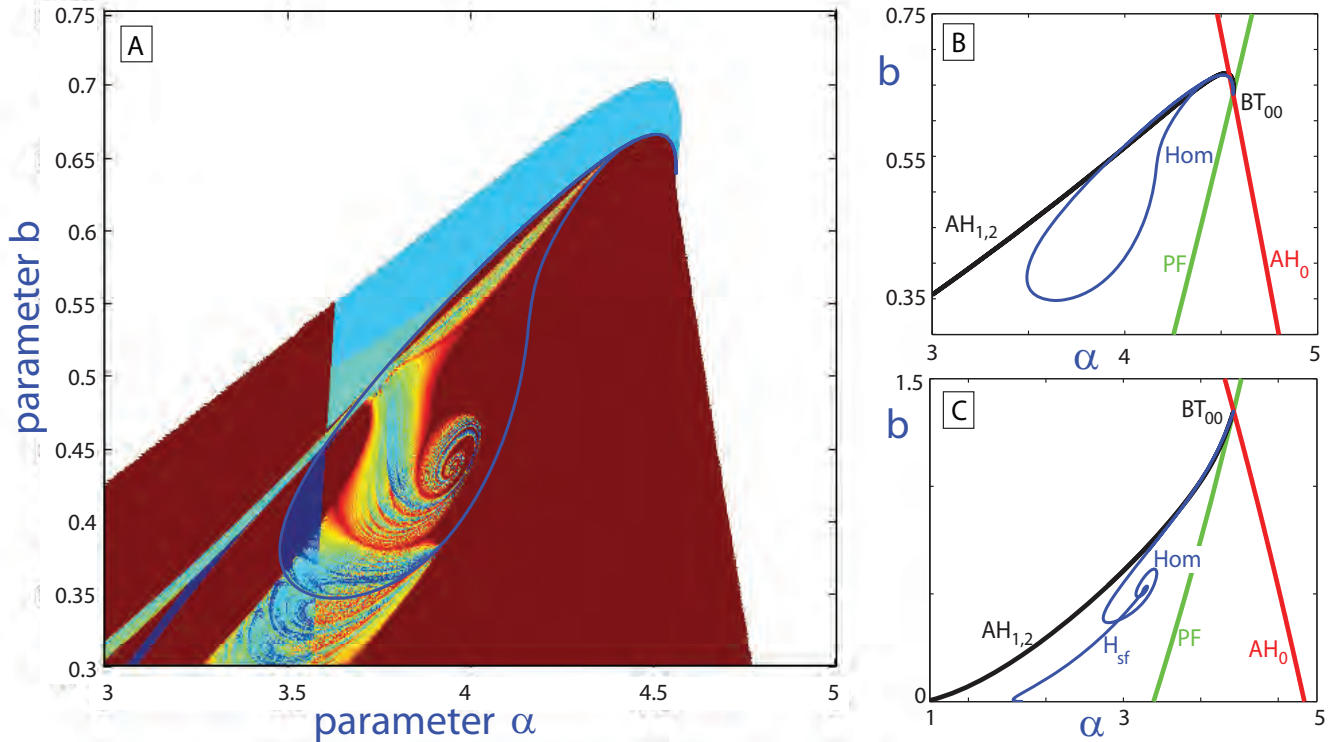 A
0.75
0.7
0.65
0.6
0.55
0.5
0.45
0.4
0.35
0.3
parameter b
3
3.5
4
4.5
5
parameter α
B
0.75
b
0.55
0.35
BT00
Hom
AH1,2
PF
AH0
3
4
5
α
C
1.5
b
0
BT00
Hom
AH1,2
Hsf
PF
AH0
1
3
5
α